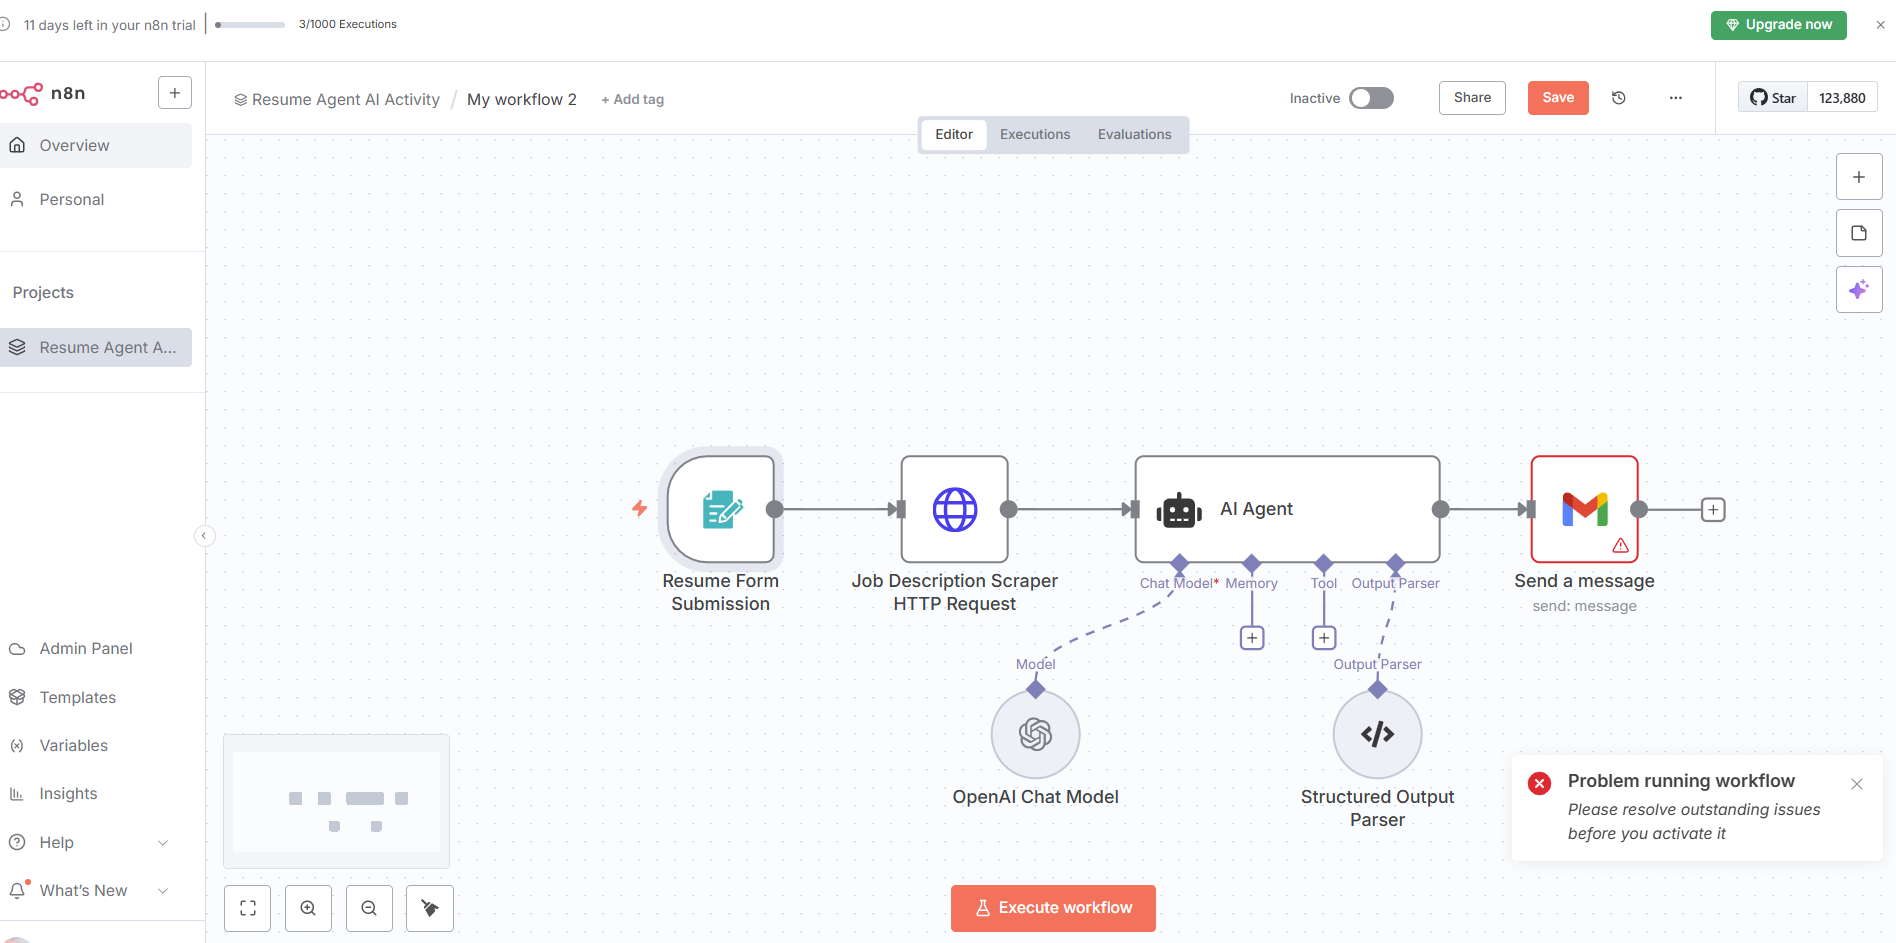 11 days left in your n8n trial
3/1000 Executions
Upgrade now
n8n
Resume Agent AI Activity / My workflow 2 + Add tag
Inactive
Share
Save
Star 123,880
Editor Executions Evaluations
Overview
Personal
Projects
Resume Agent A...
Admin Panel
Templates
Variables
Insights
Help
What's New
Resume Form
Submission
Job Description Scraper
HTTP Request
AI Agent
Chat Model* Memory Tool Output Parser
Model
Output Parser
OpenAI Chat Model
Structured Output
Parser
Send a message
send: message
Problem running workflow
Please resolve outstanding issues
before you activate it
Execute workflow